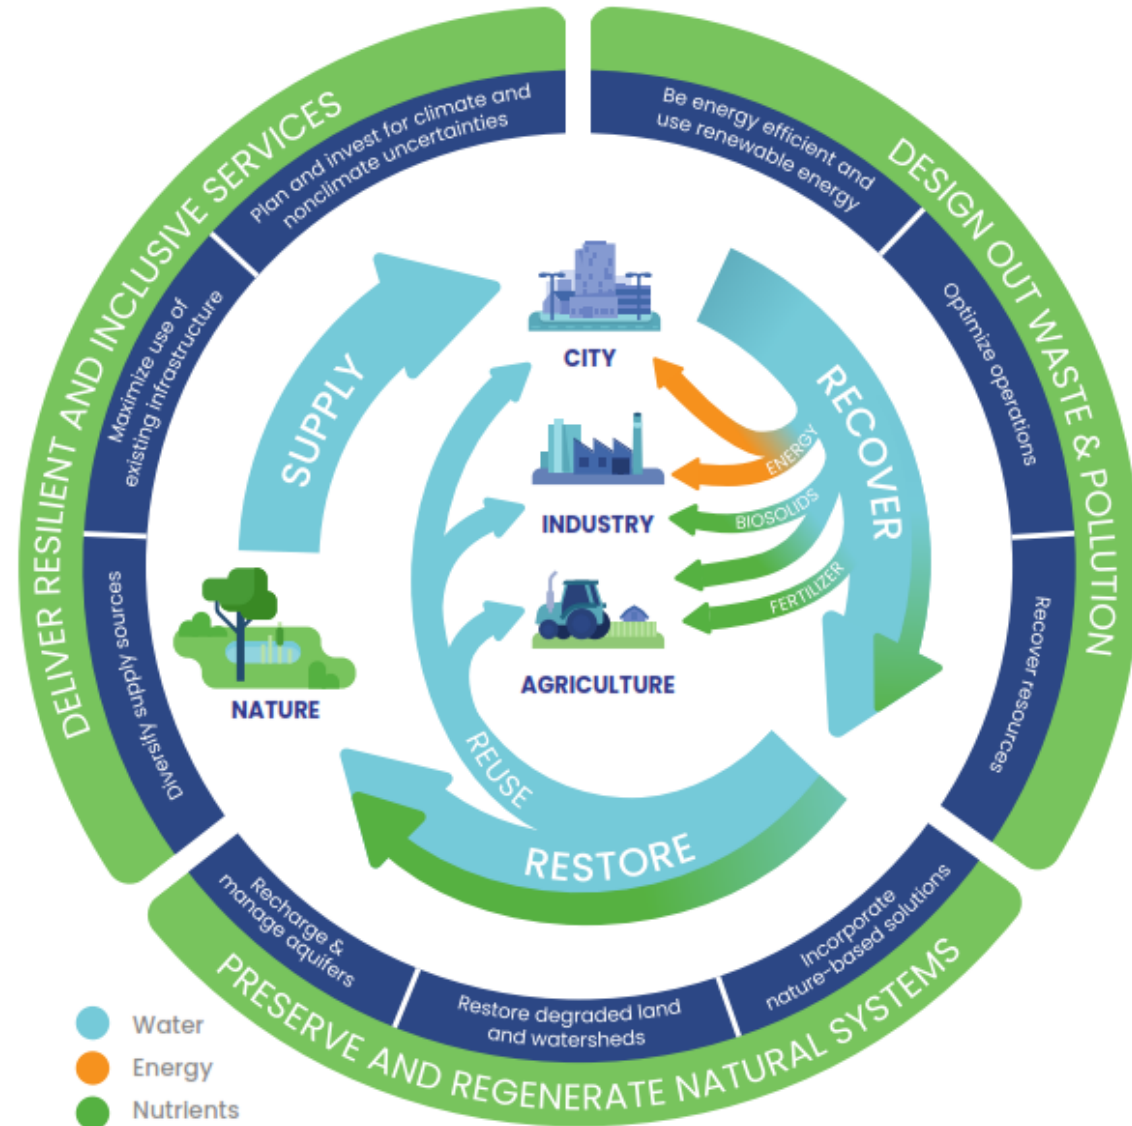 DELIVER RESILIENT AND INCLUSIVE SERVICES
Plan and invest for climate and
nonclimate uncertainties
Maximize use of
existing infrastructure
Diversify supply sources
DESIGN OUT WASTE & POLLUTION
Be energy efficient and
use renewable energy
Optimize operations
Recover resources
PRESERVE AND REGENERATE NATURAL SYSTEMS
Recharge &
manage aquifers
Restore degraded land
and watersheds
Incorporate
nature-based solutions
SUPPLY
RECOVER
CITY
ENERGY
INDUSTRY
BIOSOLIDS
FERTILIZER
AGRICULTURE
NATURE
REUSE
RESTORE
Water
Energy
Nutrients